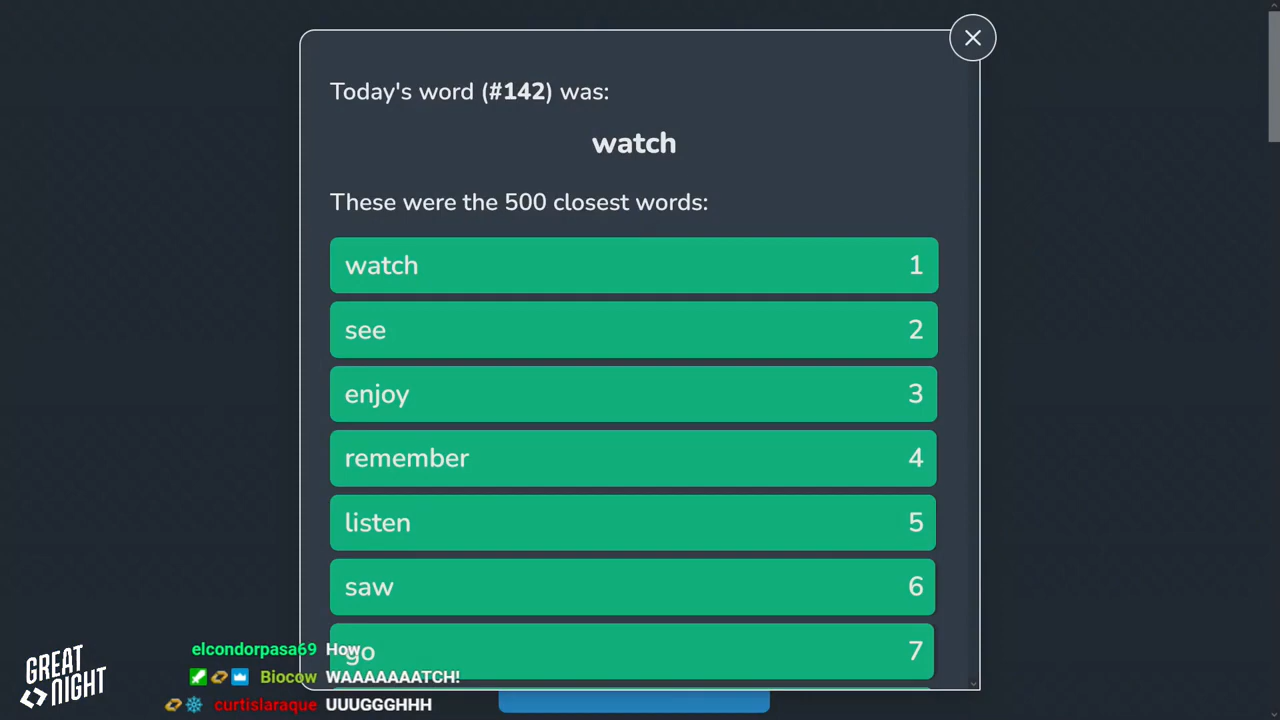 Today's word (#142) was:
watch
These were the 500 closest words:
watch 1
see 2
enjoy 3
remember 4
listen 5
saw 6
go 7
elcondorpasa69 How
Biocow WAAAAAAATCH!
curtislaraque UUUGGGHHH
GREAT
NIGHT